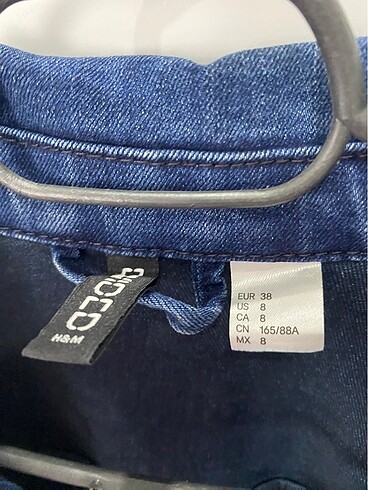 DIVIDED
H&M
EUR 38
US 8
CA 8
CN 165/88A
MX 8